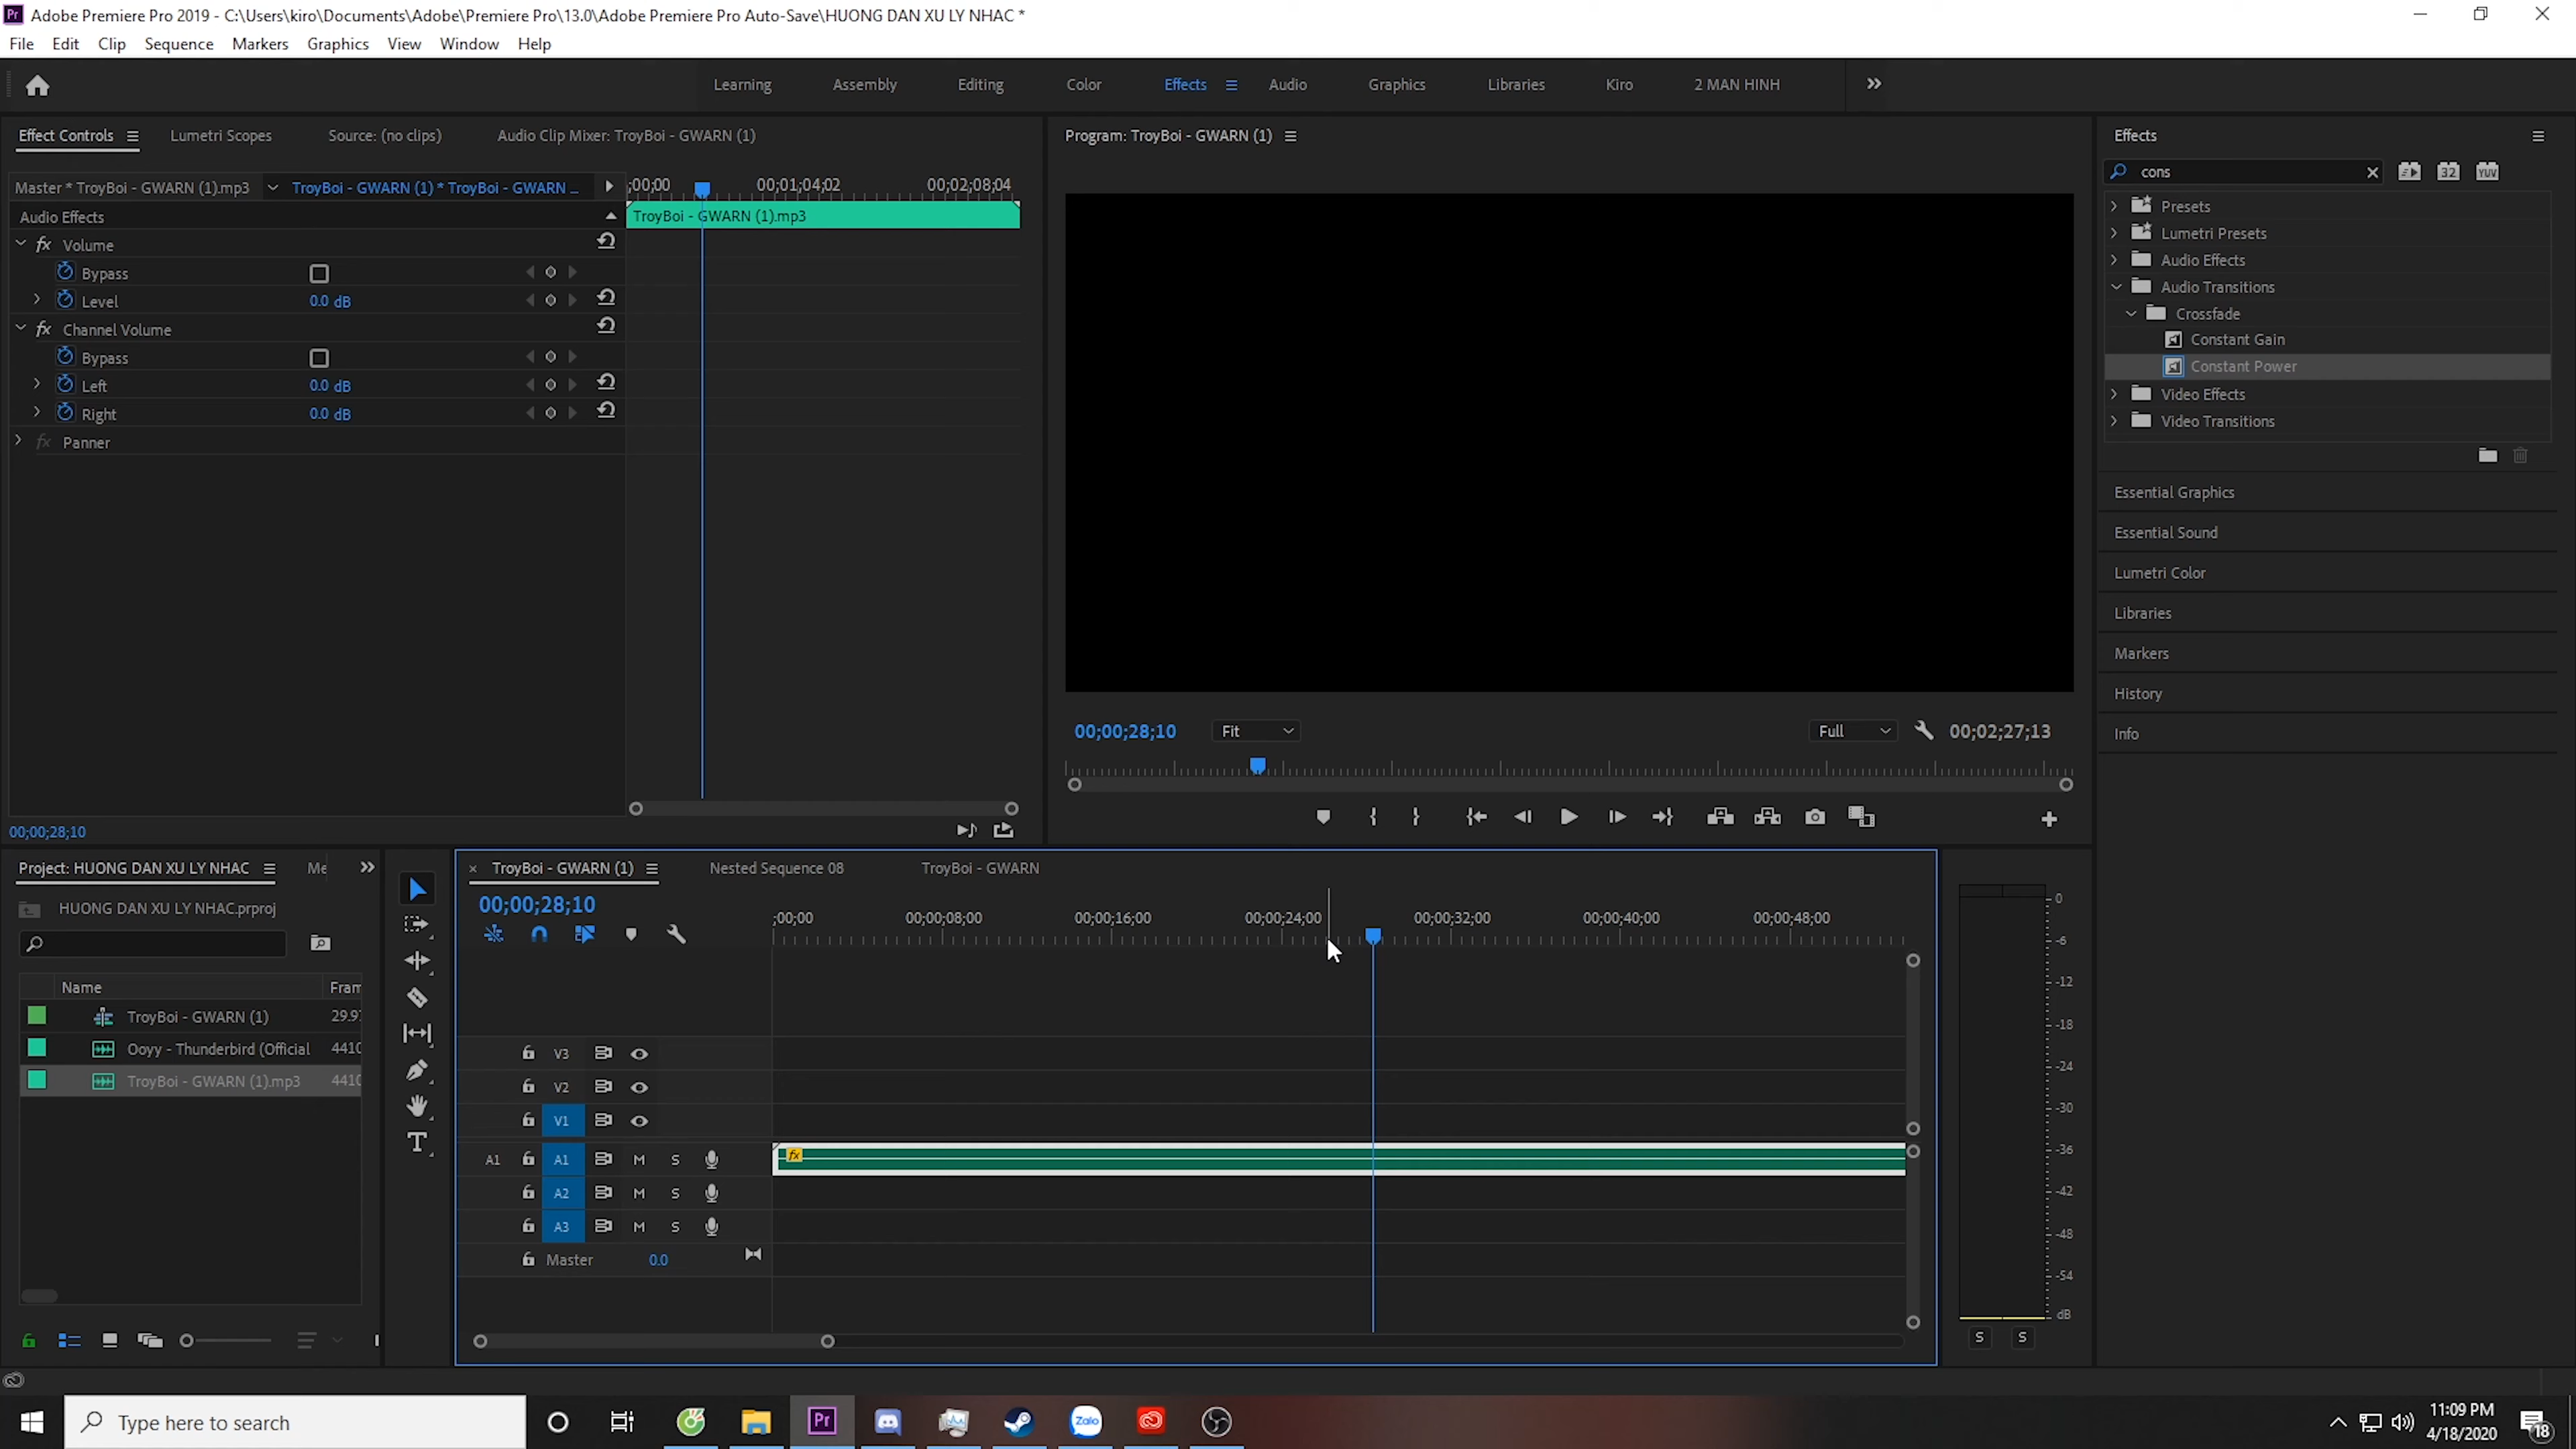 Adobe Premiere Pro 2019 - C:\Users\kiro\Documents\Adobe\Premiere Pro\13.0\Adobe Premiere Pro Auto-Save\HUONG DAN XU LY NHAC *
File Edit Clip Sequence Markers Graphics View Window Help
Learning Assembly Editing Color Effects Audio Graphics Libraries Kiro 2 MAN HINH
Effect Controls Lumetri Scopes Source: (no clips) Audio Clip Mixer: TroyBoi - GWARN (1)
Master * TroyBoi - GWARN (1).mp3 TroyBoi - GWARN (1) * TroyBoi - GWARN ...
;00;00 00;01;04;02 00;02;08;04
Audio Effects
TroyBoi - GWARN (1).mp3
fx Volume
Bypass
Level 0.0 dB
fx Channel Volume
Bypass
Left 0.0 dB
Right 0.0 dB
fx Panner
00;00;28;10
Program: TroyBoi - GWARN (1)
00;00;28;10 Fit Full 00;02;27;13
Effects
cons
32 YUV
Presets
Lumetri Presets
Audio Effects
Audio Transitions
Crossfade
Constant Gain
Constant Power
Video Effects
Video Transitions
Essential Graphics
Essential Sound
Lumetri Color
Libraries
Markers
History
Info
Project: HUONG DAN XU LY NHAC Me
HUONG DAN XU LY NHAC.prproj
Name Fram
TroyBoi - GWARN (1) 29.97
Ooyy - Thunderbird (Official 4410
TroyBoi - GWARN (1).mp3 4410
T
× TroyBoi - GWARN (1) Nested Sequence 08 TroyBoi - GWARN
00;00;28;10
;00;00 00;00;08;00 00;00;16;00 00;00;24;00 00;00;32;00 00;00;40;00 00;00;48;00
V3
V2
V1
A1 A1 M S fx
A2 M S
A3 M S
Master 0.0
0
-6
-12
-18
-24
-30
-36
-42
-48
-54
dB
S S
Type here to search
Pr
Zalo
11:09 PM
4/18/2020
18